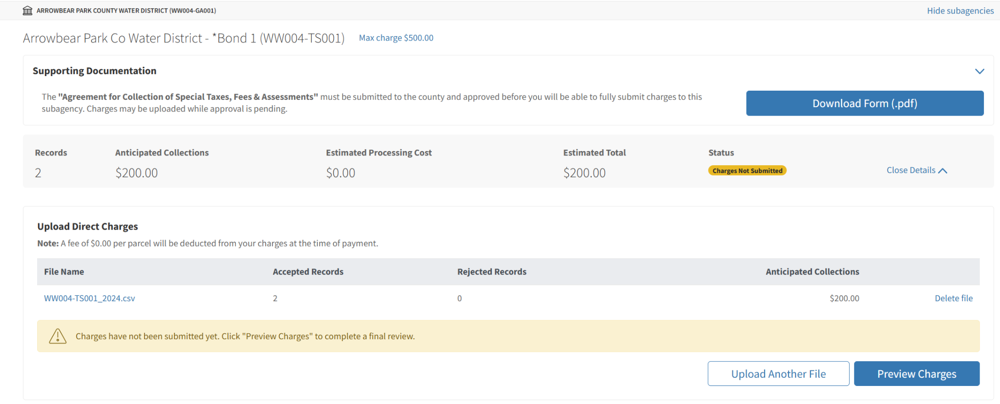 ARROWBEAR PARK COUNTY WATER DISTRICT (WW004-GA001)
Hide subagencies
Arrowbear Park Co Water District - *Bond 1 (WW004-TS001)
Max charge $500.00
Supporting Documentation
The "Agreement for Collection of Special Taxes, Fees & Assessments" must be submitted to the county and approved before you will be able to fully submit charges to this
subagency. Charges may be uploaded while approval is pending.
Download Form (.pdf)
Records Anticipated Collections Estimated Processing Cost Estimated Total Status
2 $200.00 $0.00 $200.00 Charges Not Submitted Close Details
Upload Direct Charges
Note: A fee of $0.00 per parcel will be deducted from your charges at the time of payment.
File Name Accepted Records Rejected Records Anticipated Collections
WW004-TS001_2024.csv 2 0 $200.00 Delete file
Charges have not been submitted yet. Click "Preview Charges" to complete a final review.
Upload Another File Preview Charges